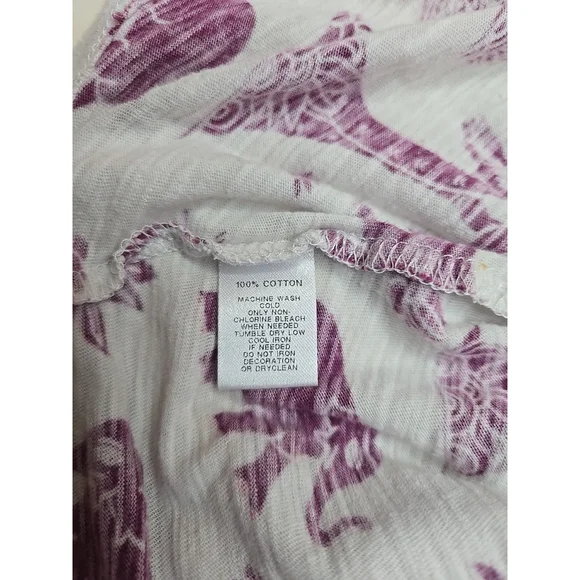 100% COTTON
MACHINE WASH
COLD
ONLY NON-
CHLORINE BLEACH
WHEN NEEDED
TUMBLE DRY LOW
COOL IRON
IF NEEDED
DO NOT IRON
DECORATION
OR DRYCLEAN